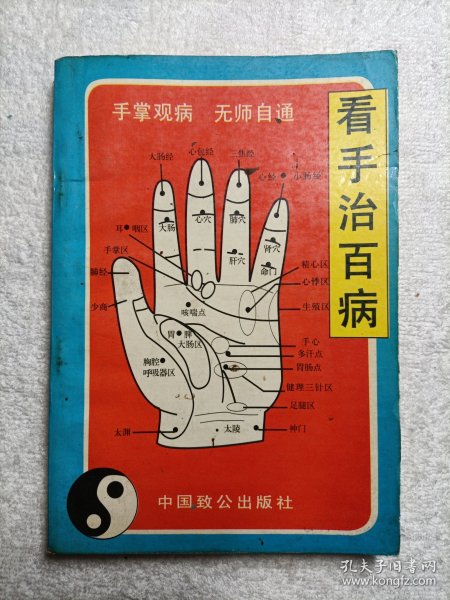 手掌观病 无师自通
看手治百病
大肠经
心包经
三焦经
心经
小肠经
耳 咽区
大肠
心穴
肺穴
肾穴
手掌区
肝穴
命门
精心区
肺经
心悸区
少商
咳喘点
生殖区
胃 脾
大肠区
手心
多汗点
胸腔
呼吸器区
胃肠点
健理三针区
足腿区
太渊
太陵
神门
中国致公出版社
孔夫子旧书网
www.kongfz.com